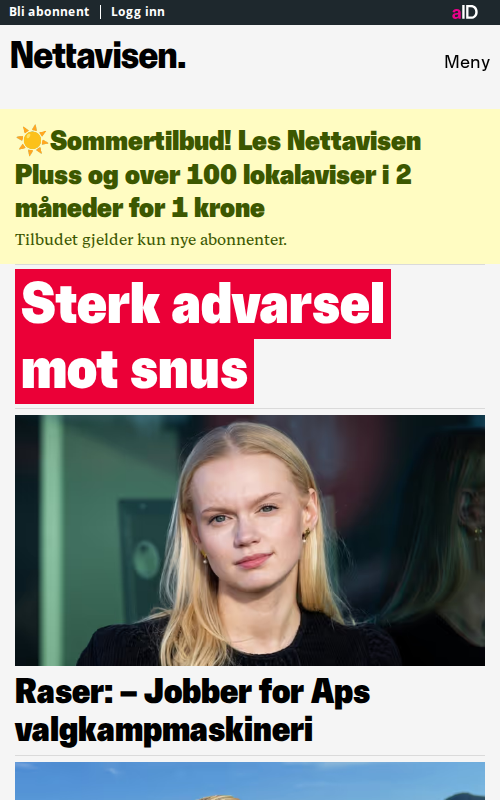 Bli abonnent | Logg inn
aID
Nettavisen.
Meny
☀️Sommertilbud! Les Nettavisen
Pluss og over 100 lokalaviser i 2
måneder for 1 krone
Tilbudet gjelder kun nye abonnenter.
Sterk advarsel
mot snus
Raser: – Jobber for Aps
valgkampmaskineri